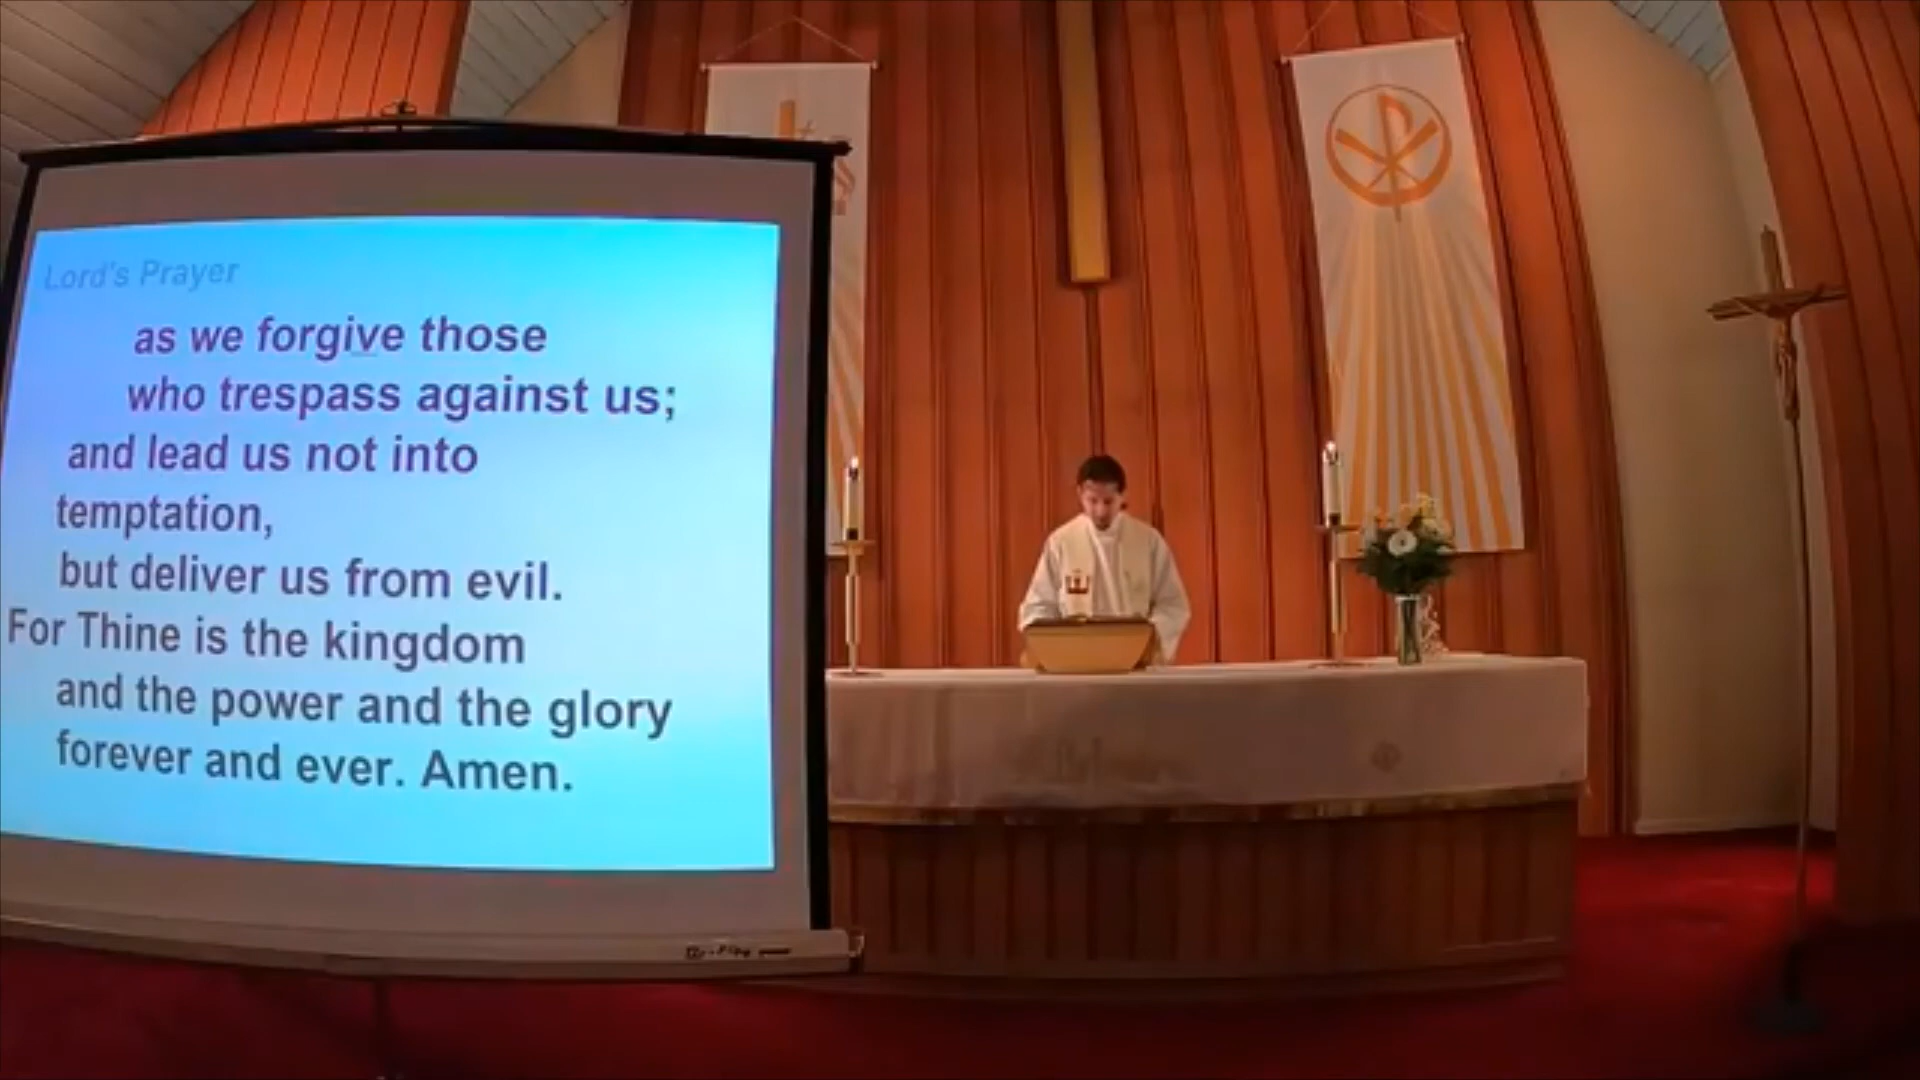 Lord's Prayer
as we forgive those
who trespass against us;
and lead us not into
temptation,
but deliver us from evil.
For Thine is the kingdom
and the power and the glory
forever and ever. Amen.